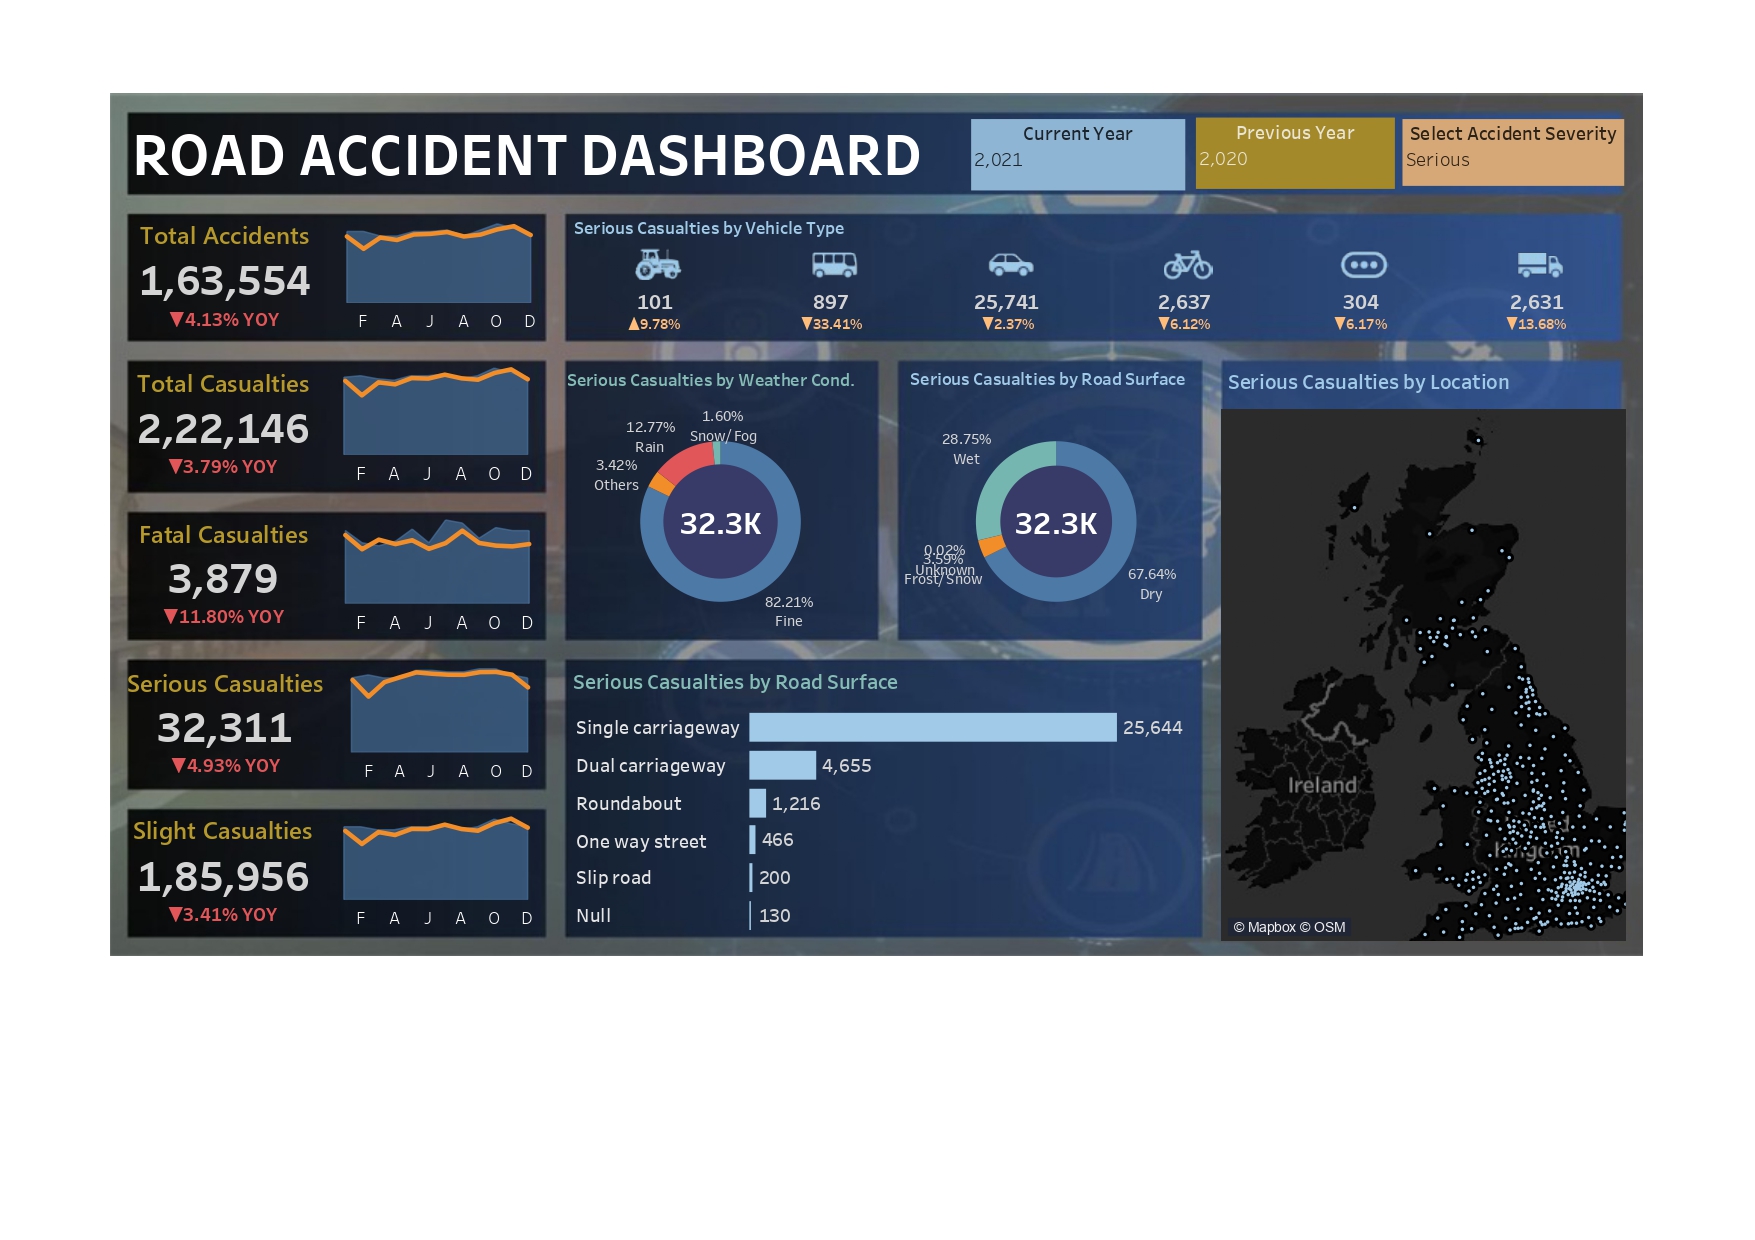 ROAD ACCIDENT DASHBOARD
Current Year
2,021
Previous Year
2,020
Select Accident Severity
Serious
Total Accidents
1,63,554
▼4.13% YOY
F A J A O D
Total Casualties
2,22,146
▼3.79% YOY
F A J A O D
Fatal Casualties
3,879
▼11.80% YOY
F A J A O D
Serious Casualties
32,311
▼4.93% YOY
F A J A O D
Slight Casualties
1,85,956
▼3.41% YOY
F A J A O D
Serious Casualties by Vehicle Type
101 897 25,741 2,637 304 2,631
▲9.78% ▼33.41% ▼2.37% ▼6.12% ▼6.17% ▼13.68%
Serious Casualties by Weather Cond.
1.60%
Snow/Fog
12.77%
Rain
3.42%
Others
32.3K
82.21%
Fine
Serious Casualties by Road Surface
28.75%
Wet
32.3K
0.02%
Unknown
3.59%
Frost/Snow
67.64%
Dry
Serious Casualties by Road Surface
Single carriageway 25,644
Dual carriageway 4,655
Roundabout 1,216
One way street 466
Slip road 200
Null 130
Serious Casualties by Location
Ireland
United
Kingdom
© Mapbox © OSM